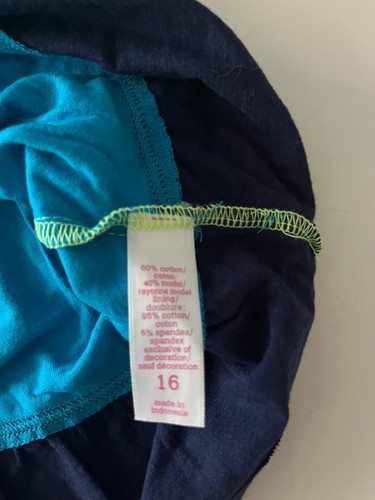 60% cotton/
coton
40% modal/
rayonne modal
lining/
doublure:
95% cotton/
coton
5% spandex/
spandex
exclusive of
decoration/
sauf décoration
16
made in
indonesia